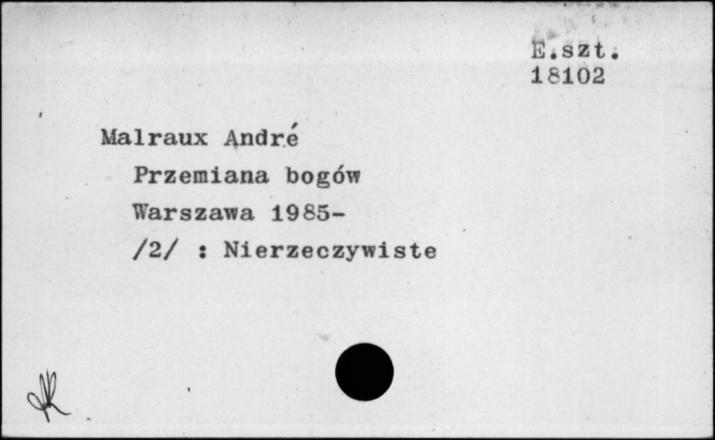 E.szt.
18102
Malraux André
Przemiana bogów
Warszawa 1985-
/2/ : Nierzeczywiste